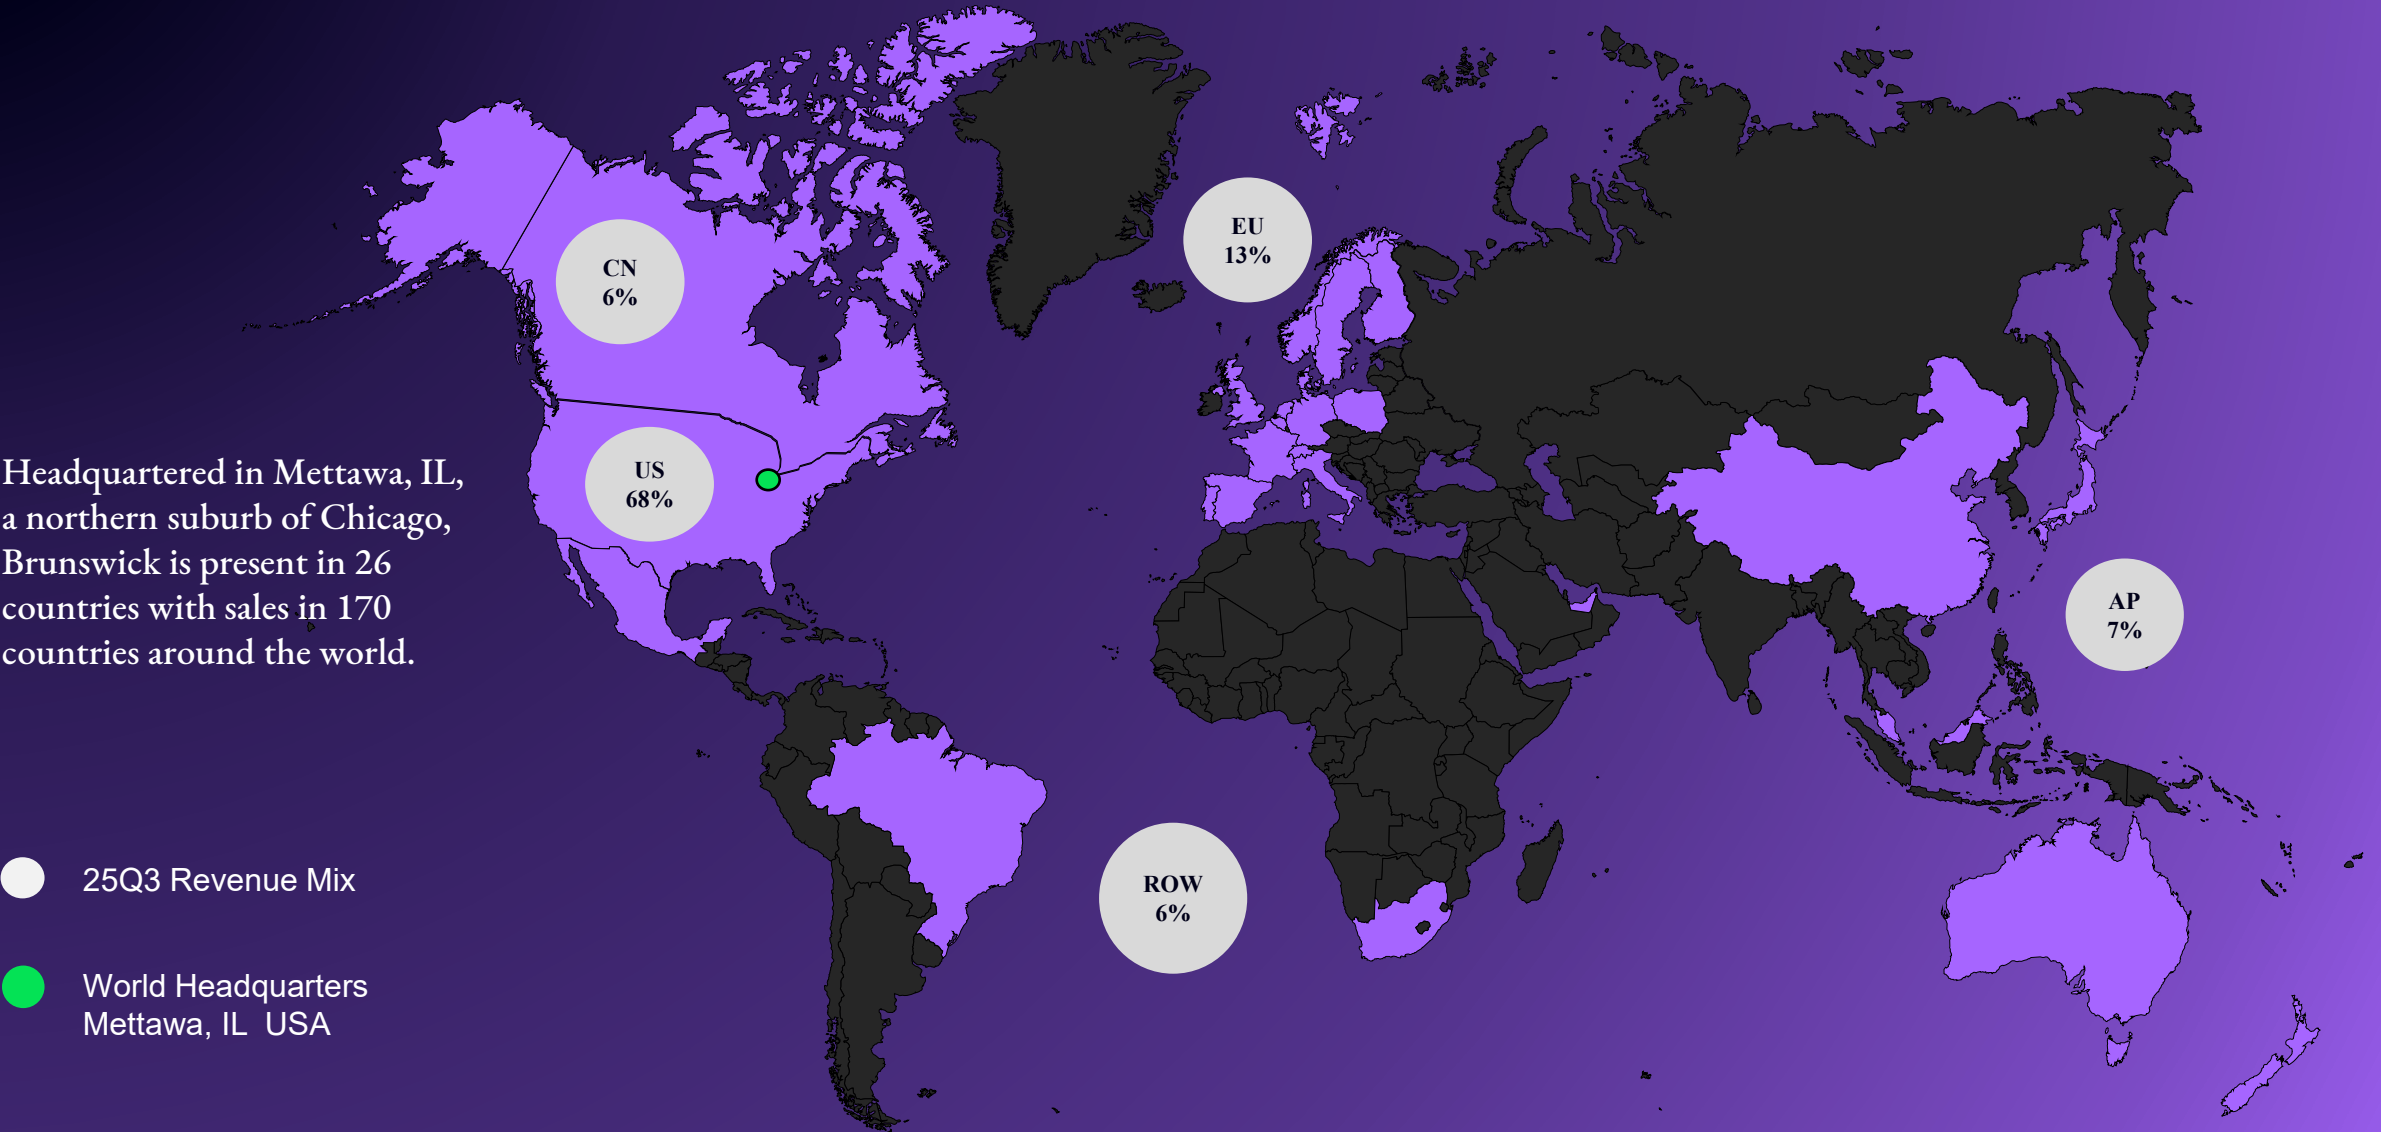 CN
6%
EU
13%
US
68%
Headquartered in Mettawa, IL,
a northern suburb of Chicago,
Brunswick is present in 26
countries with sales in 170
countries around the world.
AP
7%
ROW
6%
25Q3 Revenue Mix
World Headquarters
Mettawa, IL USA